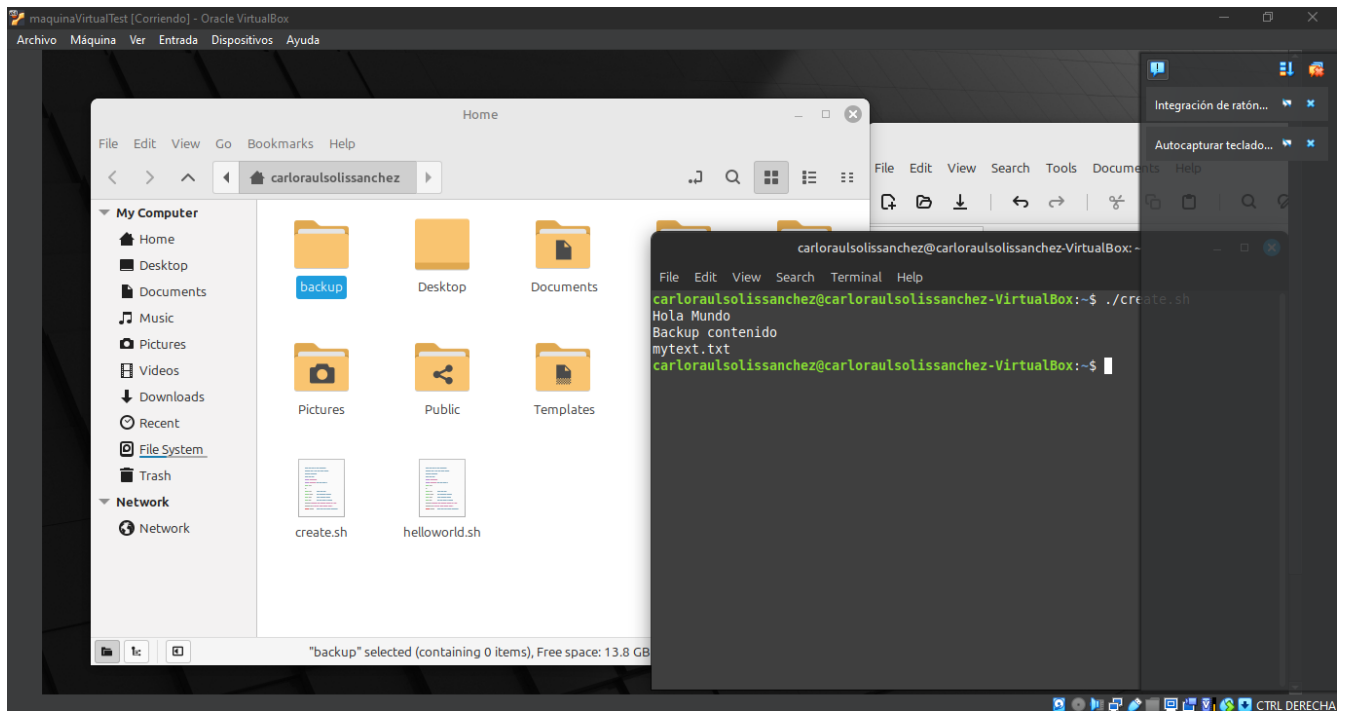 maquinaVirtualTest [Corriendo] - Oracle VirtualBox
Archivo Máquina Ver Entrada Dispositivos Ayuda
Integración de ratón...
Autocapturar teclado...
Home
File Edit View Go Bookmarks Help
carloraulsolissanchez
My Computer
Home
Desktop
Documents
Music
Pictures
Videos
Downloads
Recent
File System
Trash
Network
Network
backup
Desktop
Documents
Pictures
Public
Templates
create.sh
helloworld.sh
"backup" selected (containing 0 items), Free space: 13.8 GB
File Edit View Search Tools Documents Help
carloraulsolissanchez@carloraulsolissanchez-VirtualBox: ~
File Edit View Search Terminal Help
carloraulsolissanchez@carloraulsolissanchez-VirtualBox:~$ ./create.sh
Hola Mundo
Backup contenido
mytext.txt
carloraulsolissanchez@carloraulsolissanchez-VirtualBox:~$
CTRL DERECHA